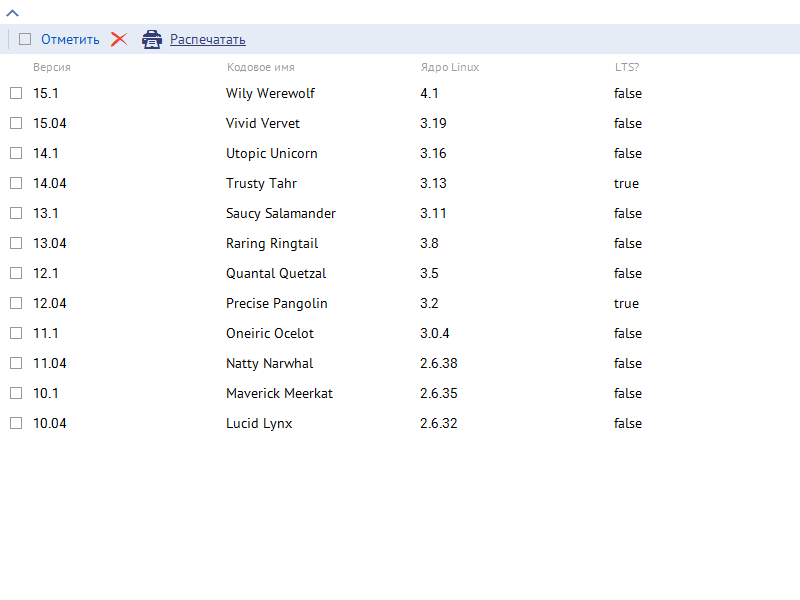 Отметить Распечатать
Версия Кодовое имя Ядро Linux LTS?
15.1 Wily Werewolf 4.1 false
15.04 Vivid Vervet 3.19 false
14.1 Utopic Unicorn 3.16 false
14.04 Trusty Tahr 3.13 true
13.1 Saucy Salamander 3.11 false
13.04 Raring Ringtail 3.8 false
12.1 Quantal Quetzal 3.5 false
12.04 Precise Pangolin 3.2 true
11.1 Oneiric Ocelot 3.0.4 false
11.04 Natty Narwhal 2.6.38 false
10.1 Maverick Meerkat 2.6.35 false
10.04 Lucid Lynx 2.6.32 false